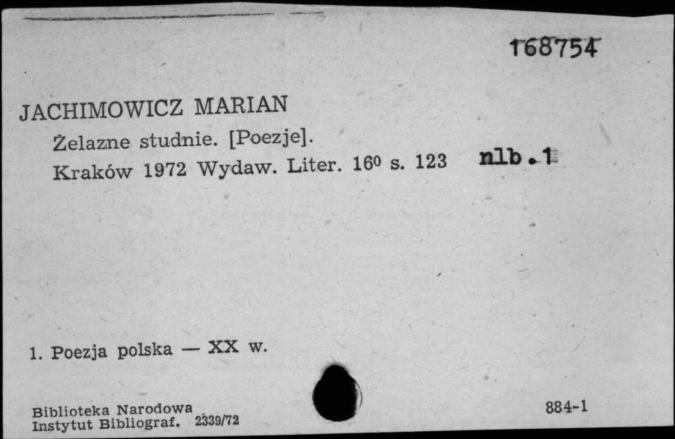 168754
JACHIMOWICZ MARIAN
Żelazne studnie. [Poezje].
Kraków 1972 Wydaw. Liter. 16⁰ s. 123 nlb.1
1. Poezja polska — XX w.
Biblioteka Narodowa
Instytut Bibliograf. 2339/72
884-1